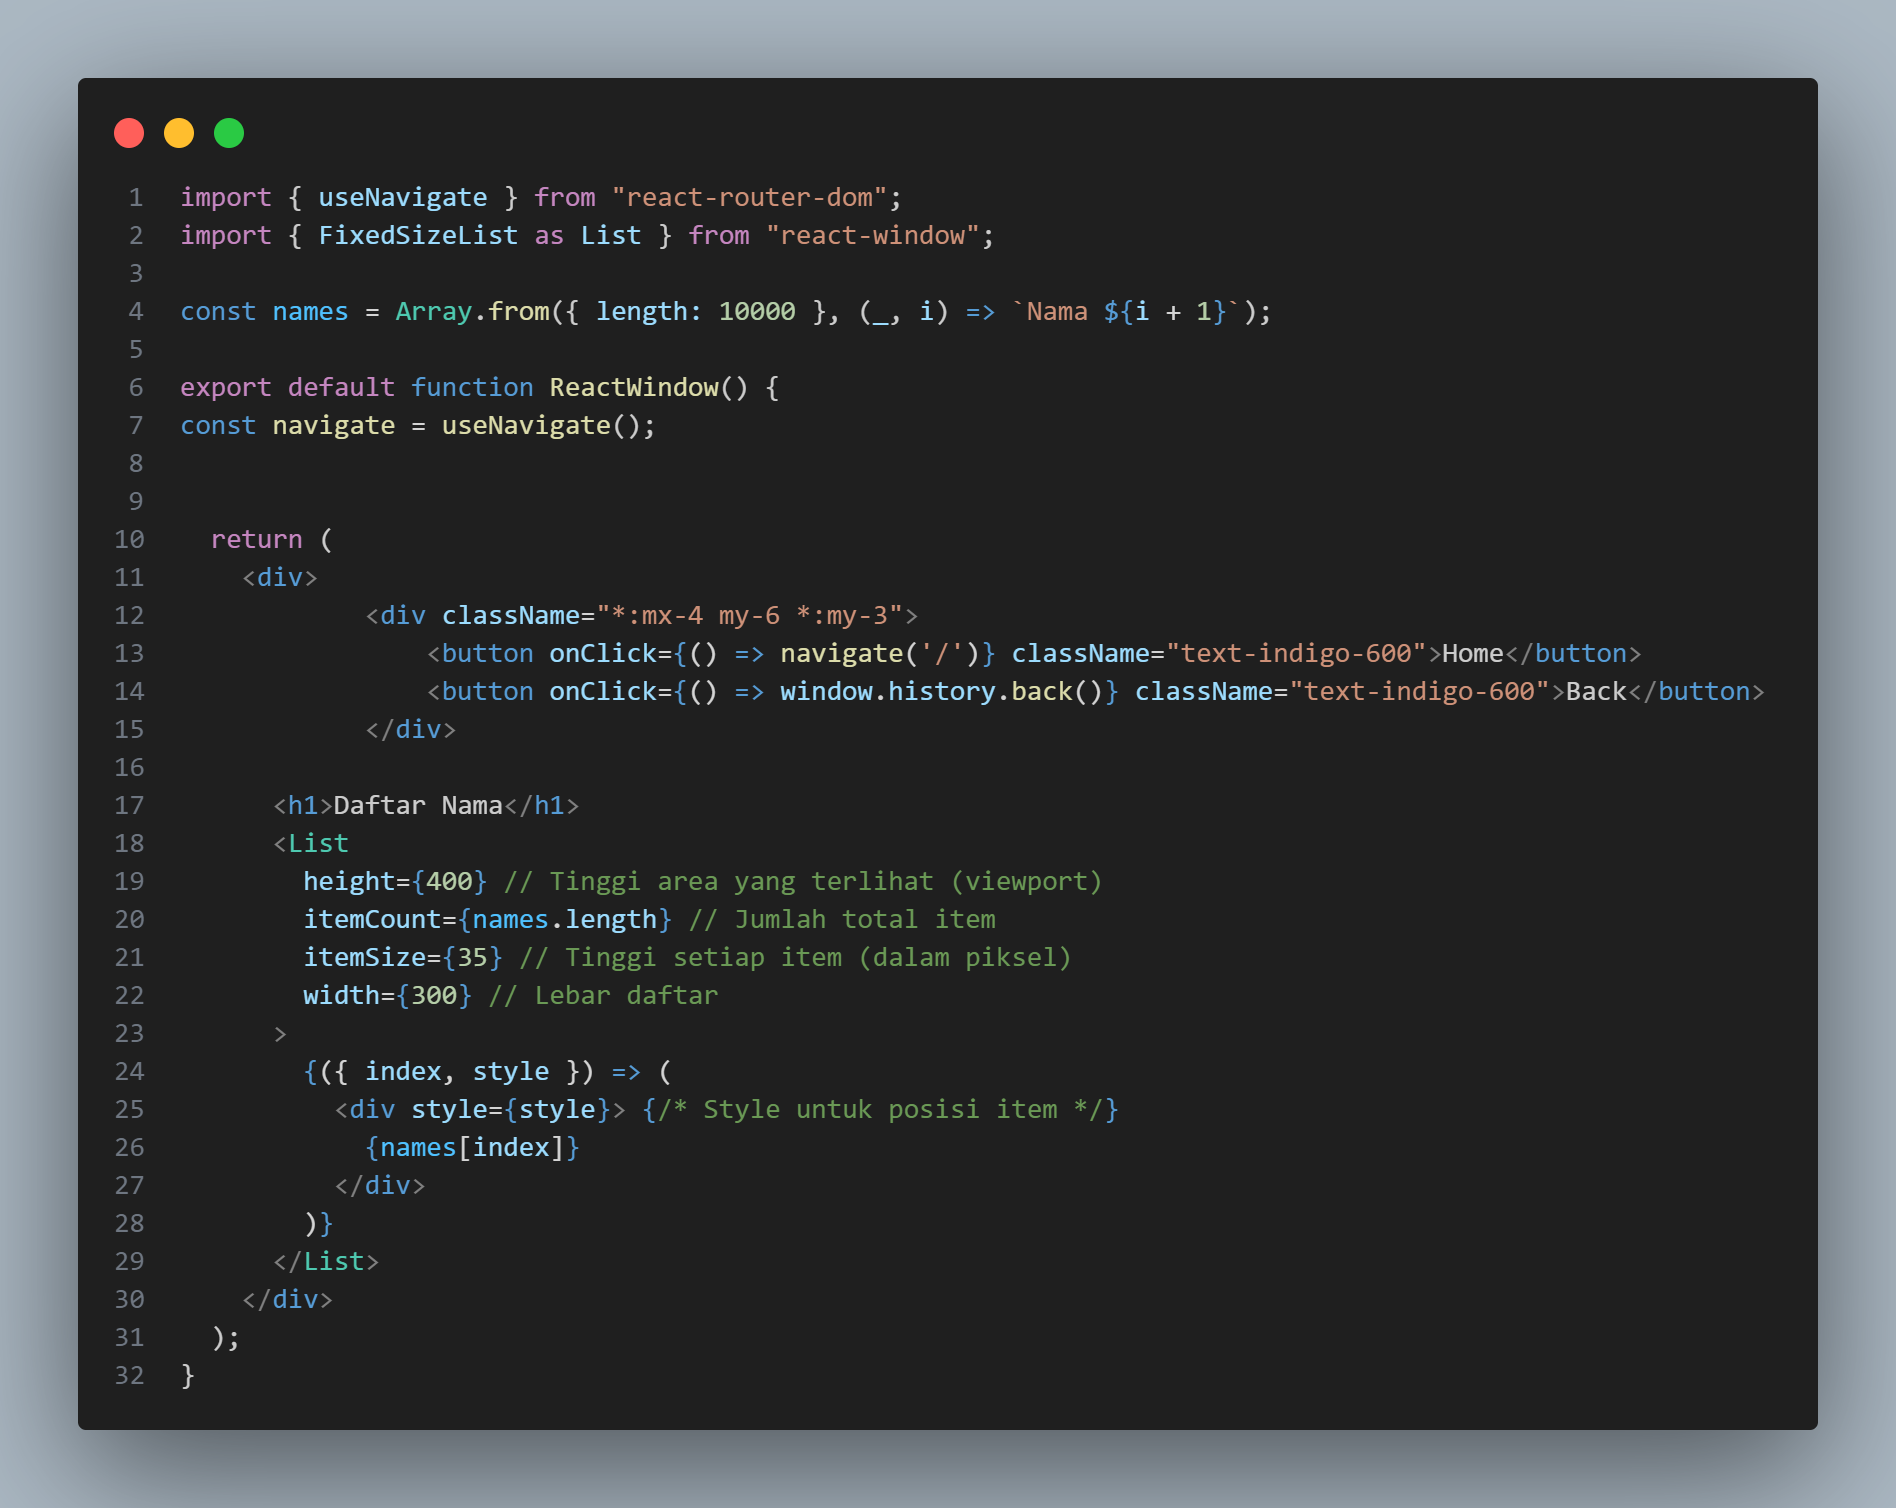 1 import { useNavigate } from "react-router-dom";
2 import { FixedSizeList as List } from "react-window";
3
4 const names = Array.from({ length: 10000 }, (_, i) => `Nama ${i + 1}`);
5
6 export default function ReactWindow() {
7 const navigate = useNavigate();
8
9
10   return (
11     <div>
12             <div className="*:mx-4 my-6 *:my-3">
13                 <button onClick={() => navigate('/')} className="text-indigo-600">Home</button>
14                 <button onClick={() => window.history.back()} className="text-indigo-600">Back</button>
15             </div>
16
17       <h1>Daftar Nama</h1>
18       <List
19         height={400} // Tinggi area yang terlihat (viewport)
20         itemCount={names.length} // Jumlah total item
21         itemSize={35} // Tinggi setiap item (dalam piksel)
22         width={300} // Lebar daftar
23       >
24         {({ index, style }) => (
25           <div style={style}> {/* Style untuk posisi item */}
26             {names[index]}
27           </div>
28         )}
29       </List>
30     </div>
31   );
32 }